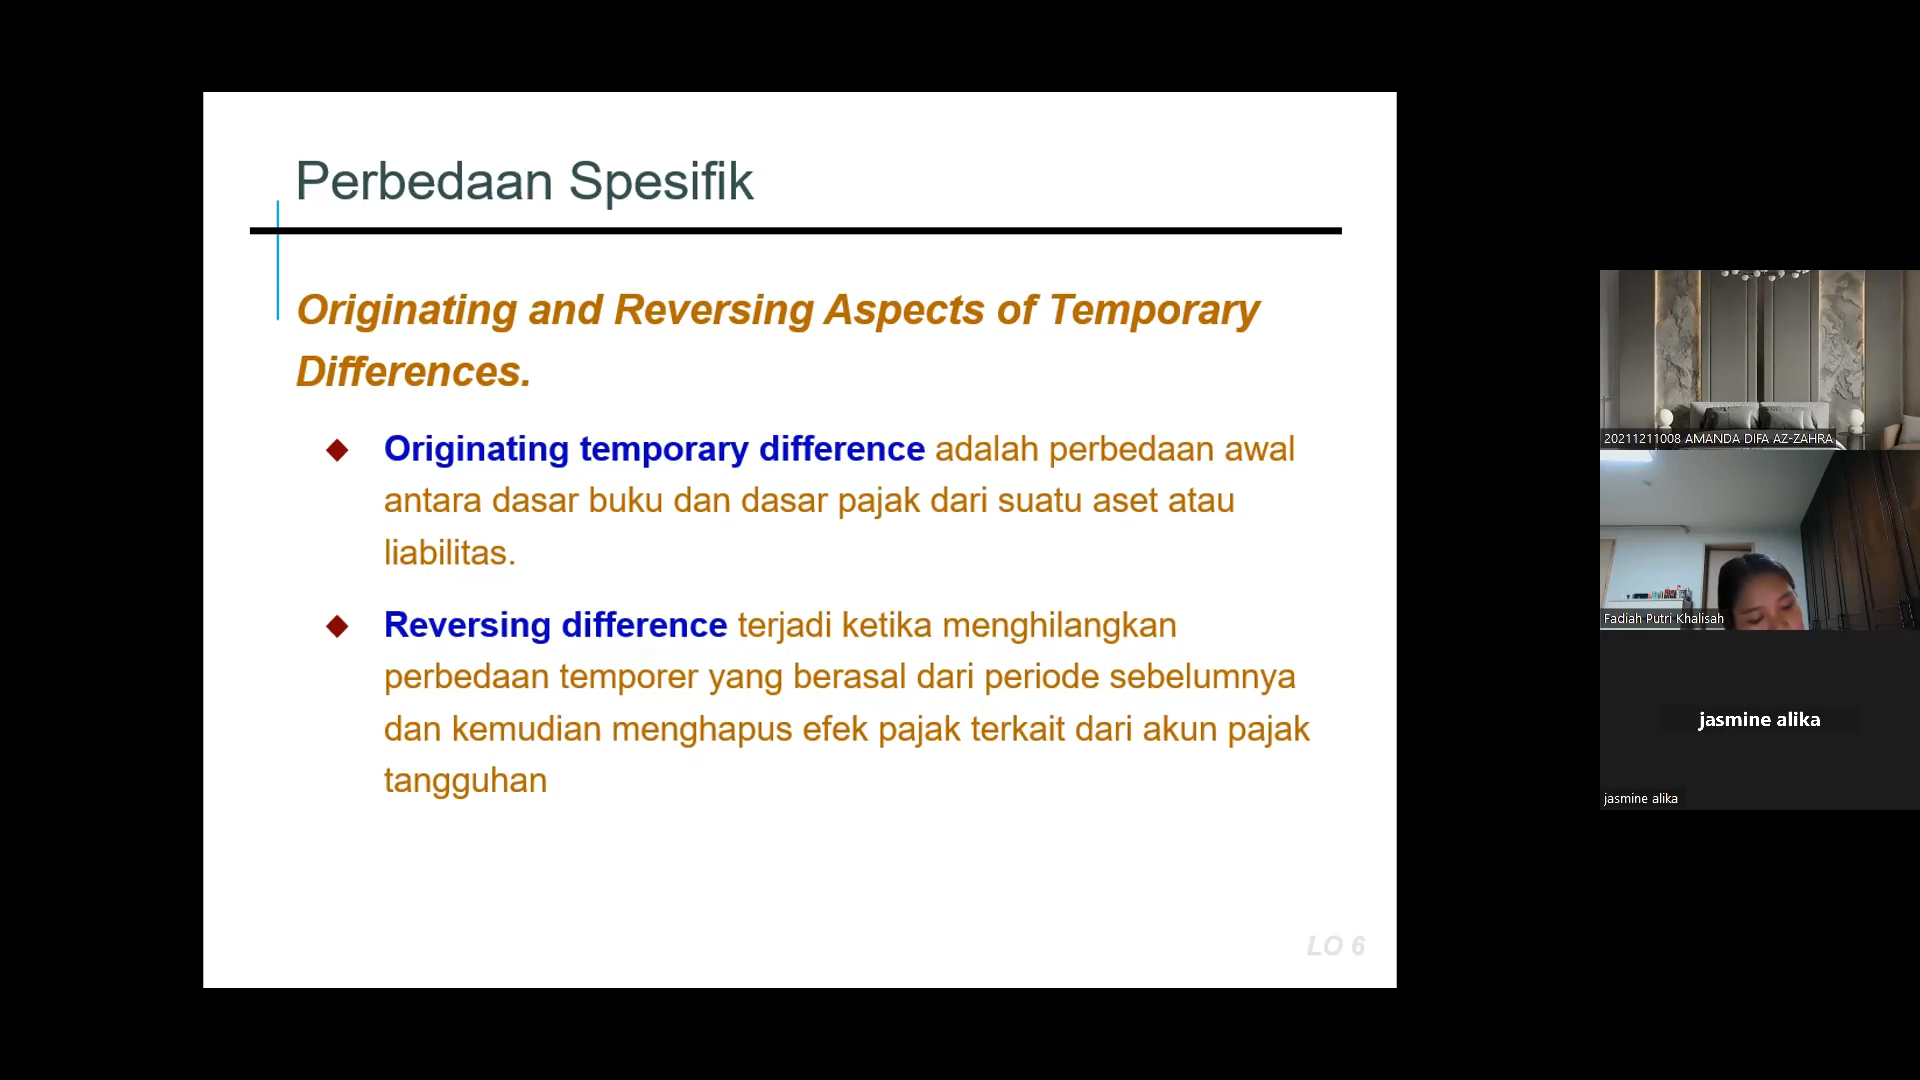 Perbedaan Spesifik
Originating and Reversing Aspects of Temporary
Differences.
Originating temporary difference adalah perbedaan awal
antara dasar buku dan dasar pajak dari suatu aset atau
liabilitas.
Reversing difference terjadi ketika menghilangkan
perbedaan temporer yang berasal dari periode sebelumnya
dan kemudian menghapus efek pajak terkait dari akun pajak
tangguhan
LO 6
20211211008 AMANDA DIFA AZ-ZAHRA
Fadiah Putri Khalisah
jasmine alika
jasmine alika